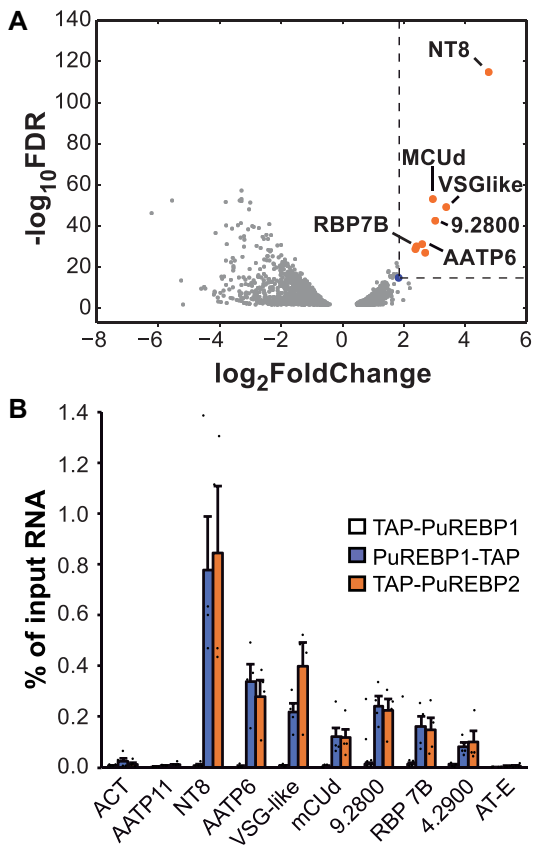 A
140
120
100
80
60
40
20
0
-log10FDR
NT8
MCUd
VSGlike
9.2800
RBP7B
AATP6
−8 −6 −4 −2 0 2 4 6
log2FoldChange
B
1.4
1.2
1.0
0.8
0.6
0.4
0.2
0.0
% of input RNA
TAP-PuREBP1
PuREBP1-TAP
TAP-PuREBP2
ACT
AATP11
NT8
AATP6
VSG-like
mCUd
9.2800
RBP 7B
4.2900
AT-E